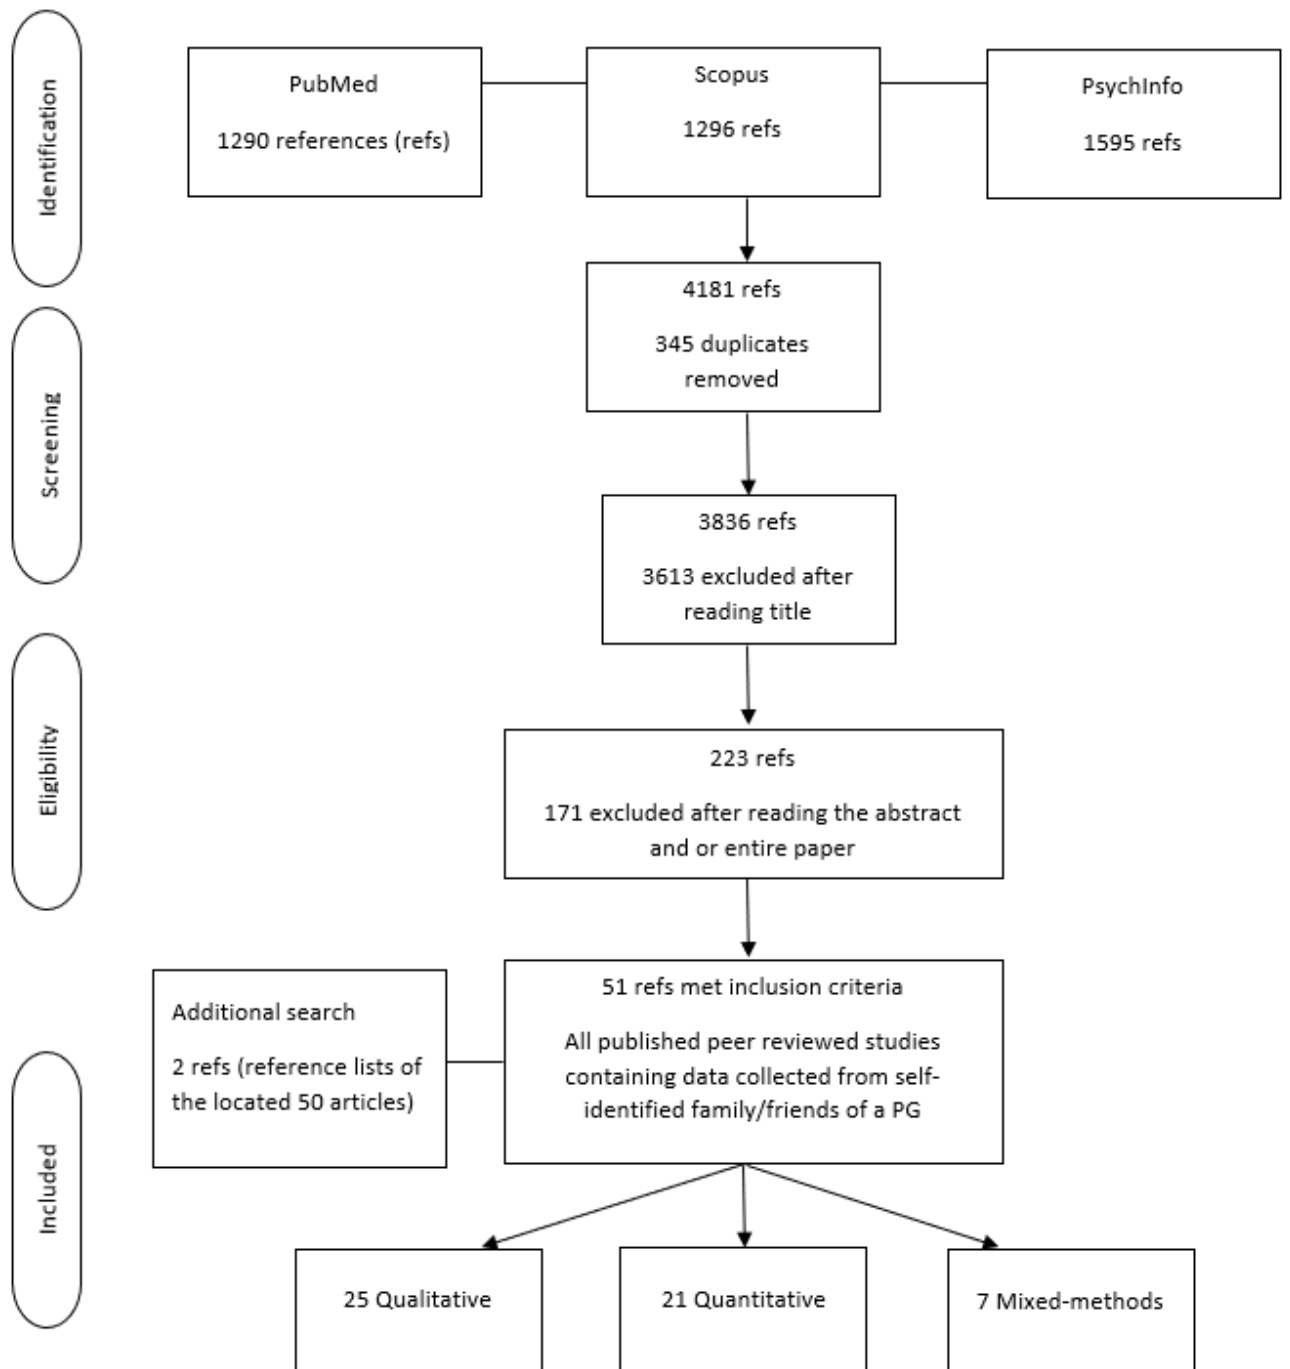 Identification
PubMed
1290 references (refs)
Scopus
1296 refs
PsychInfo
1595 refs
4181 refs
345 duplicates
removed
Screening
3836 refs
3613 excluded after
reading title
Eligibility
223 refs
171 excluded after reading the abstract
and or entire paper
Included
Additional search
2 refs (reference lists of
the located 50 articles)
51 refs met inclusion criteria
All published peer reviewed studies
containing data collected from self-
identified family/friends of a PG
25 Qualitative
21 Quantitative
7 Mixed-methods